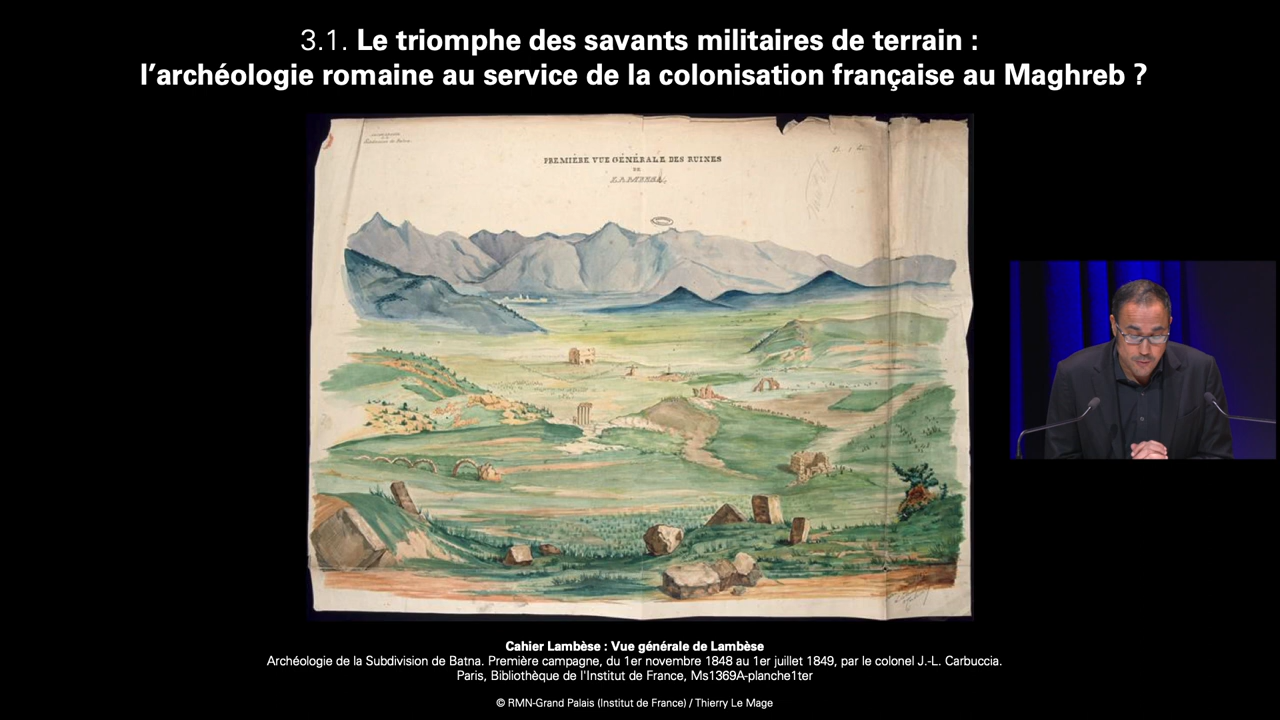 3.1. Le triomphe des savants militaires de terrain :
l’archéologie romaine au service de la colonisation française au Maghreb ?
Subdivision de Batna.
PREMIÈRE VUE GÉNÉRALE DES RUINES
DE
Cahier Lambèse : Vue générale de Lambèse
Archéologie de la Subdivision de Batna. Première campagne, du 1er novembre 1848 au 1er juillet 1849, par le colonel J.-L. Carbuccia.
Paris, Bibliothèque de l'Institut de France, Ms1369A-planche1ter
© RMN-Grand Palais (Institut de France) / Thierry Le Mage